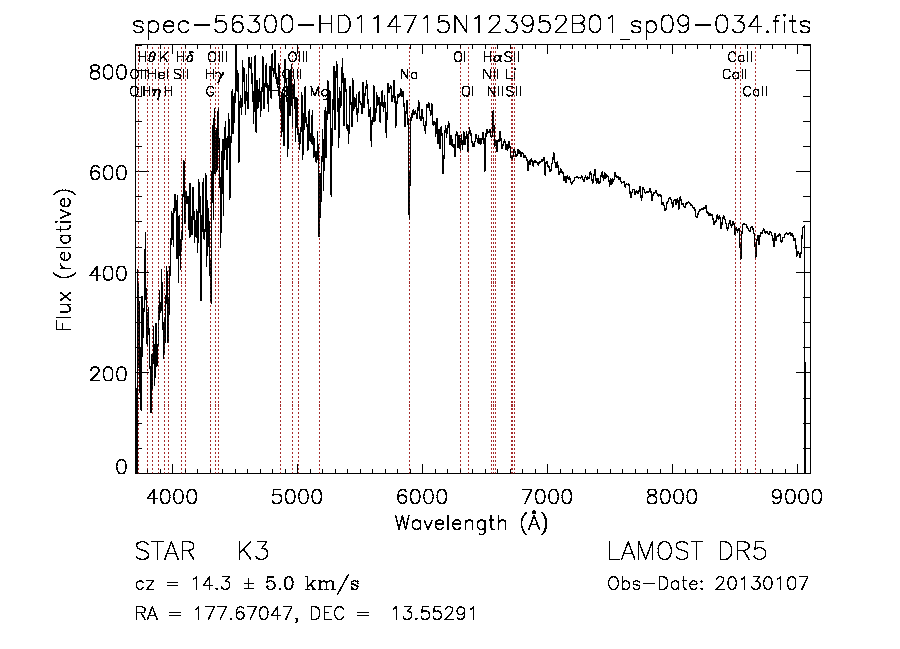 spec-56300-HD114715N123952B01_sp09-034.fits
Hθ K Hδ OIII OIII OI Hα SII CaII
OII HeI SII Hγ NII Li CaII
Na
OII Hη H G Mg OI NII SII CaII
800
600
400
200
0
4000 5000 6000 7000 8000 9000
Flux (relative)
Wavelength (Å)
STAR K3 LAMOST DR5
cz = 14.3 ± 5.0 km/s Obs-Date: 20130107
RA = 177.67047, DEC = 13.55291